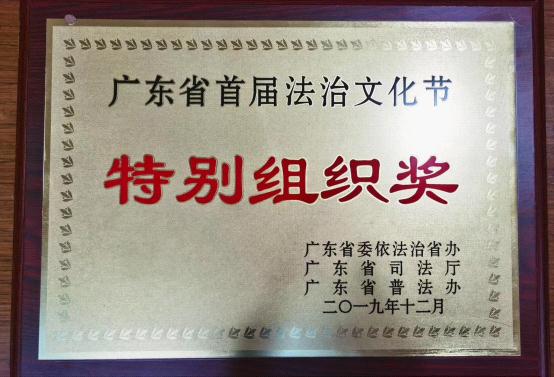 广东省首届法治文化节
特别组织奖
广东省委依法治省办
广东省司法厅
广东省普法办
二〇一九年十二月